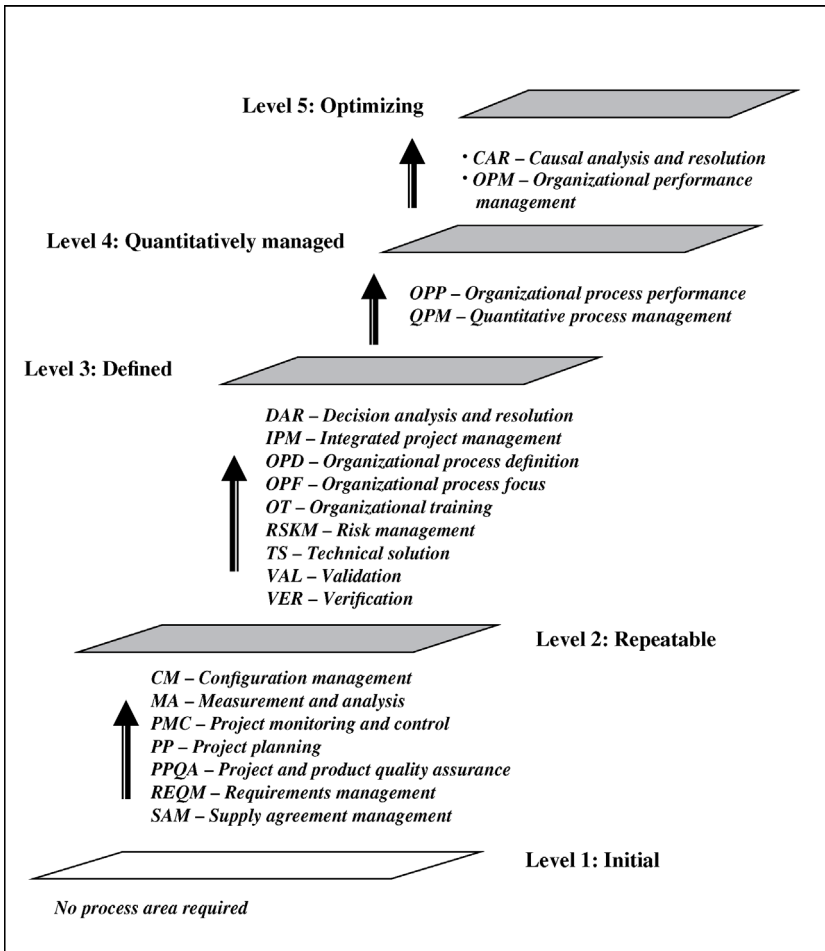 Level 5: Optimizing
• CAR – Causal analysis and resolution
• OPM – Organizational performance
management
Level 4: Quantitatively managed
OPP – Organizational process performance
QPM – Quantitative process management
Level 3: Defined
DAR – Decision analysis and resolution
IPM – Integrated project management
OPD – Organizational process definition
OPF – Organizational process focus
OT – Organizational training
RSKM – Risk management
TS – Technical solution
VAL – Validation
VER – Verification
Level 2: Repeatable
CM – Configuration management
MA – Measurement and analysis
PMC – Project monitoring and control
PP – Project planning
PPQA – Project and product quality assurance
REQM – Requirements management
SAM – Supply agreement management
Level 1: Initial
No process area required